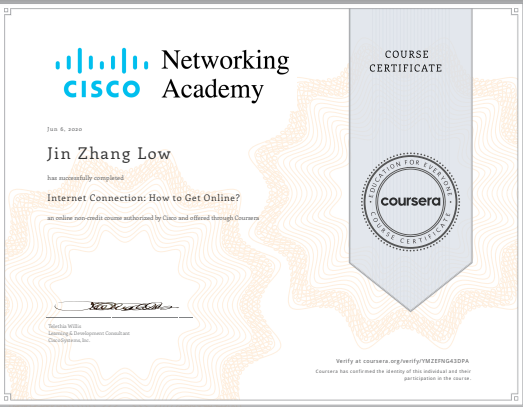 CISCO
Networking
Academy
COURSE
CERTIFICATE
Jun 6, 2020
Jin Zhang Low
has successfully completed
Internet Connection: How to Get Online?
an online non-credit course authorized by Cisco and offered through Coursera
EDUCATION FOR EVERYONE
coursera
COURSE CERTIFICATE
Telethia Willis
Learning & Development Consultant
Cisco Systems, Inc.
Verify at coursera.org/verify/YMZEFNG43DPA
Coursera has confirmed the identity of this individual and their
participation in the course.